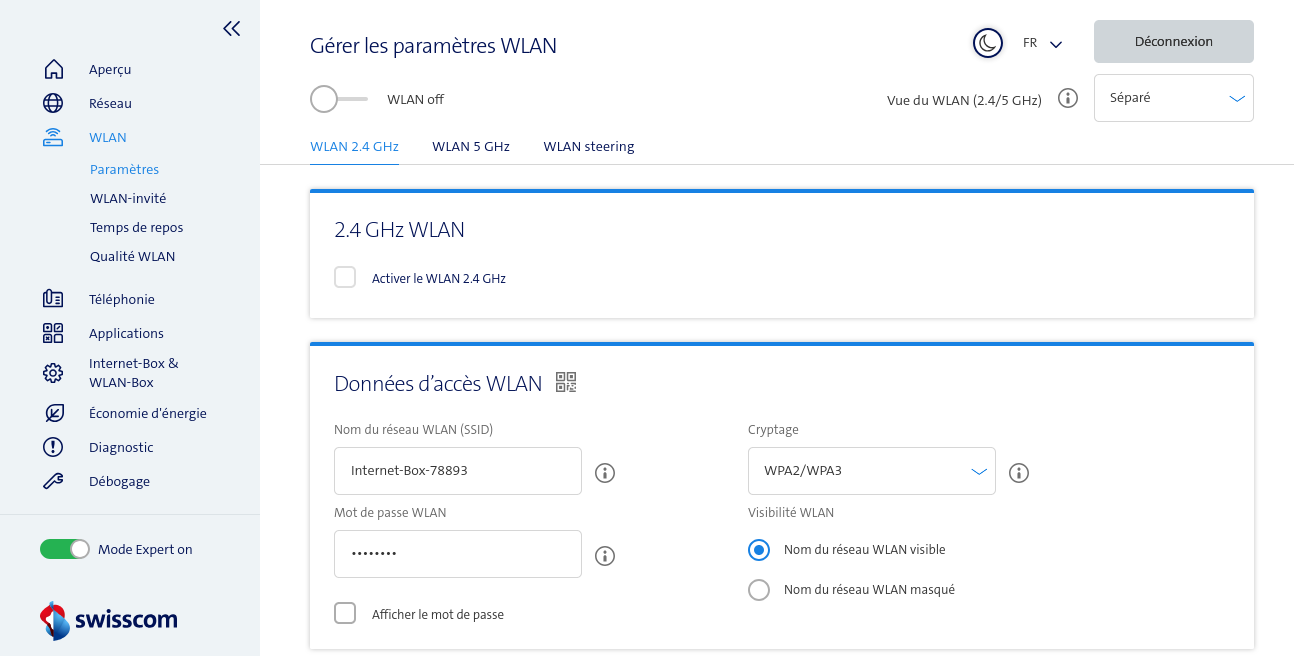 Aperçu
Réseau
WLAN
Paramètres
WLAN-invité
Temps de repos
Qualité WLAN
Téléphonie
Applications
Internet-Box &
WLAN-Box
Économie d'énergie
Diagnostic
Débogage
Mode Expert on
swisscom
Gérer les paramètres WLAN
FR
Déconnexion
WLAN off
Vue du WLAN (2.4/5 GHz)
Séparé
WLAN 2.4 GHz
WLAN 5 GHz
WLAN steering
2.4 GHz WLAN
Activer le WLAN 2.4 GHz
Données d’accès WLAN
Nom du réseau WLAN (SSID)
Internet-Box-78893
Mot de passe WLAN
••••••••
Afficher le mot de passe
Cryptage
WPA2/WPA3
Visibilité WLAN
Nom du réseau WLAN visible
Nom du réseau WLAN masqué